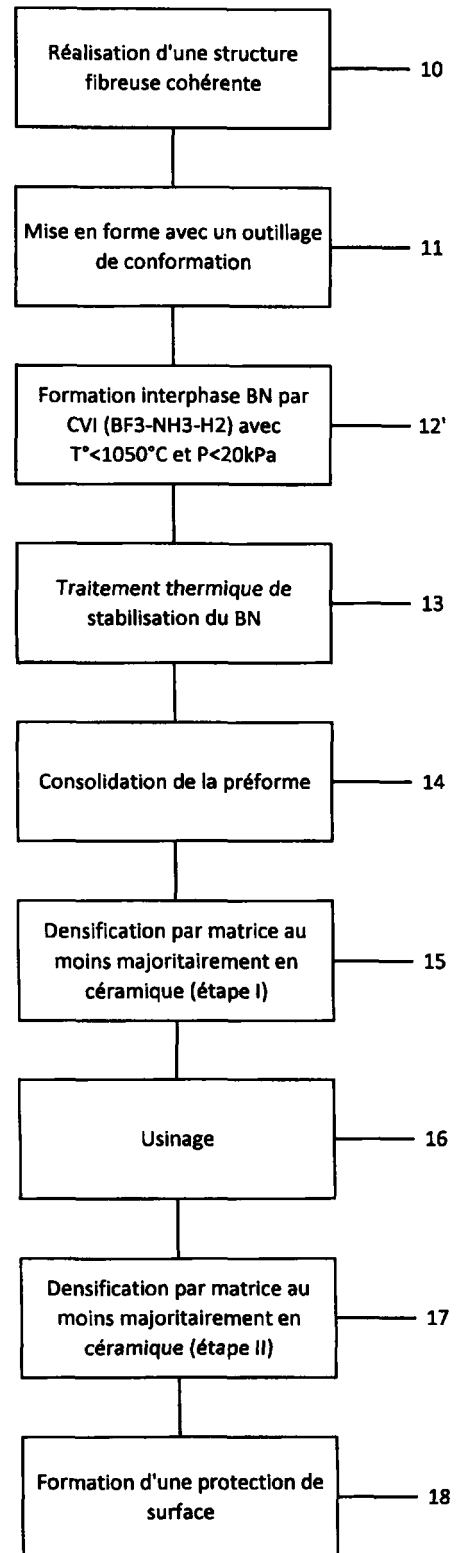 Réalisation d'une structure
fibreuse cohérente
10
Mise en forme avec un outillage
de conformation
11
Formation interphase BN par
CVI (BF3-NH3-H2) avec
T°<1050°C et P<20kPa
12'
Traitement thermique de
stabilisation du BN
13
Consolidation de la préforme
14
Densification par matrice au
moins majoritairement en
céramique (étape I)
15
Usinage
16
Densification par matrice au
moins majoritairement en
céramique (étape II)
17
Formation d'une protection de
surface
18